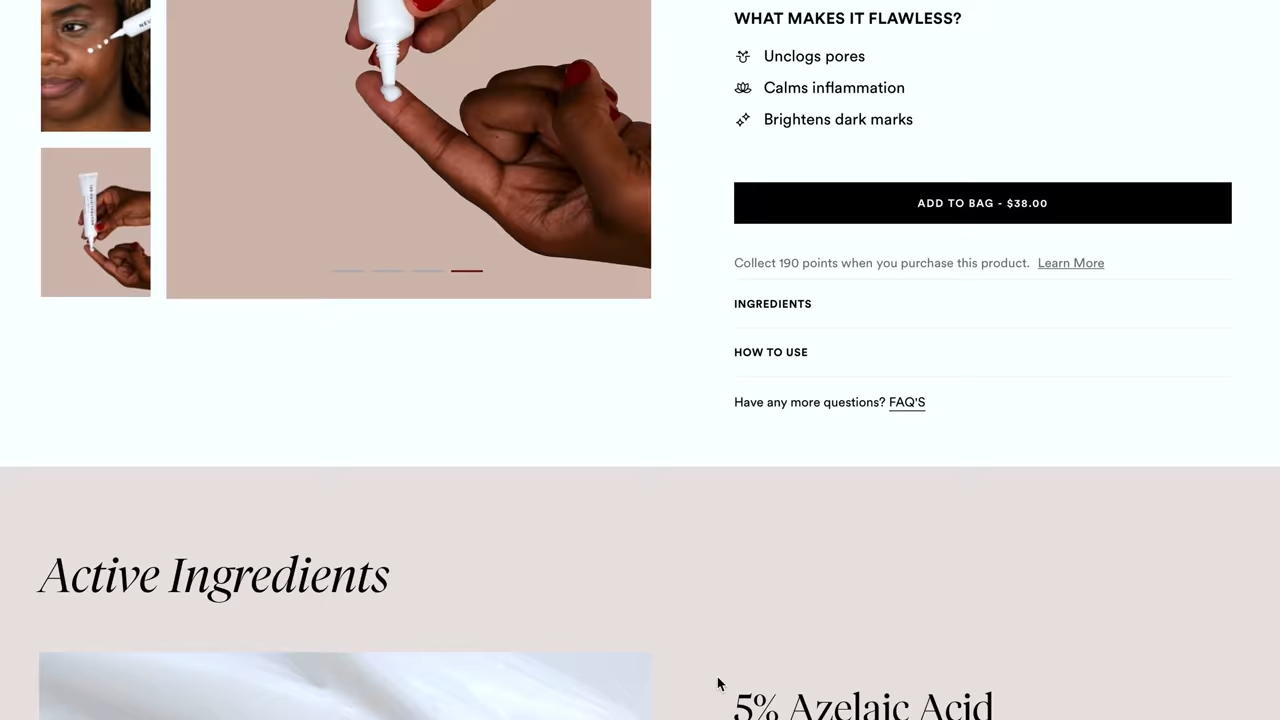 WHAT MAKES IT FLAWLESS?
Unclogs pores
Calms inflammation
Brightens dark marks
ADD TO BAG - $38.00
Collect 190 points when you purchase this product. Learn More
INGREDIENTS
HOW TO USE
Have any more questions? FAQ'S
Active Ingredients
5% Azelaic Acid